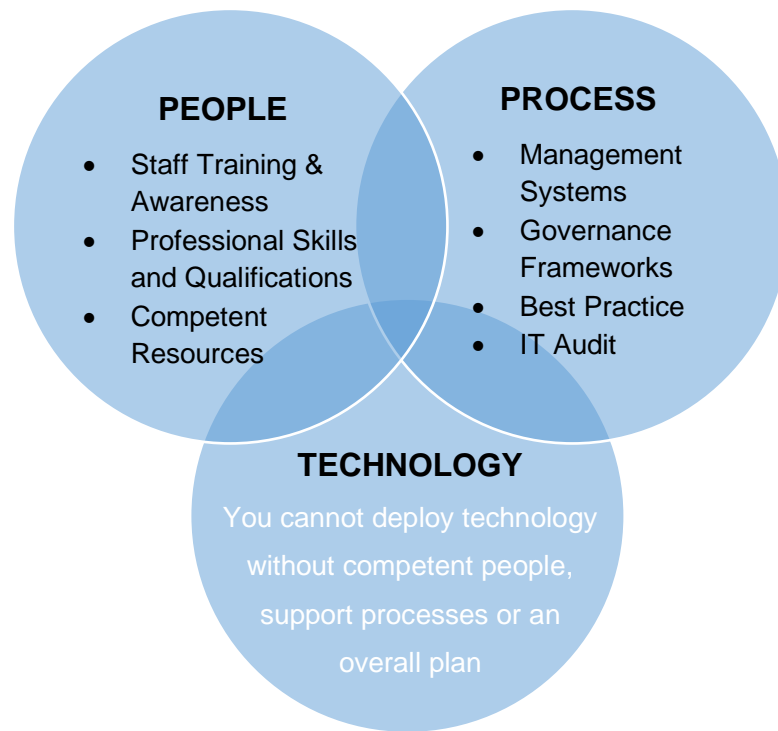 PEOPLE
• Staff Training &
Awareness
• Professional Skills
and Qualifications
• Competent
Resources
PROCESS
• Management
Systems
• Governance
Frameworks
• Best Practice
• IT Audit
TECHNOLOGY
You cannot deploy technology
without competent people,
support processes or an
overall plan